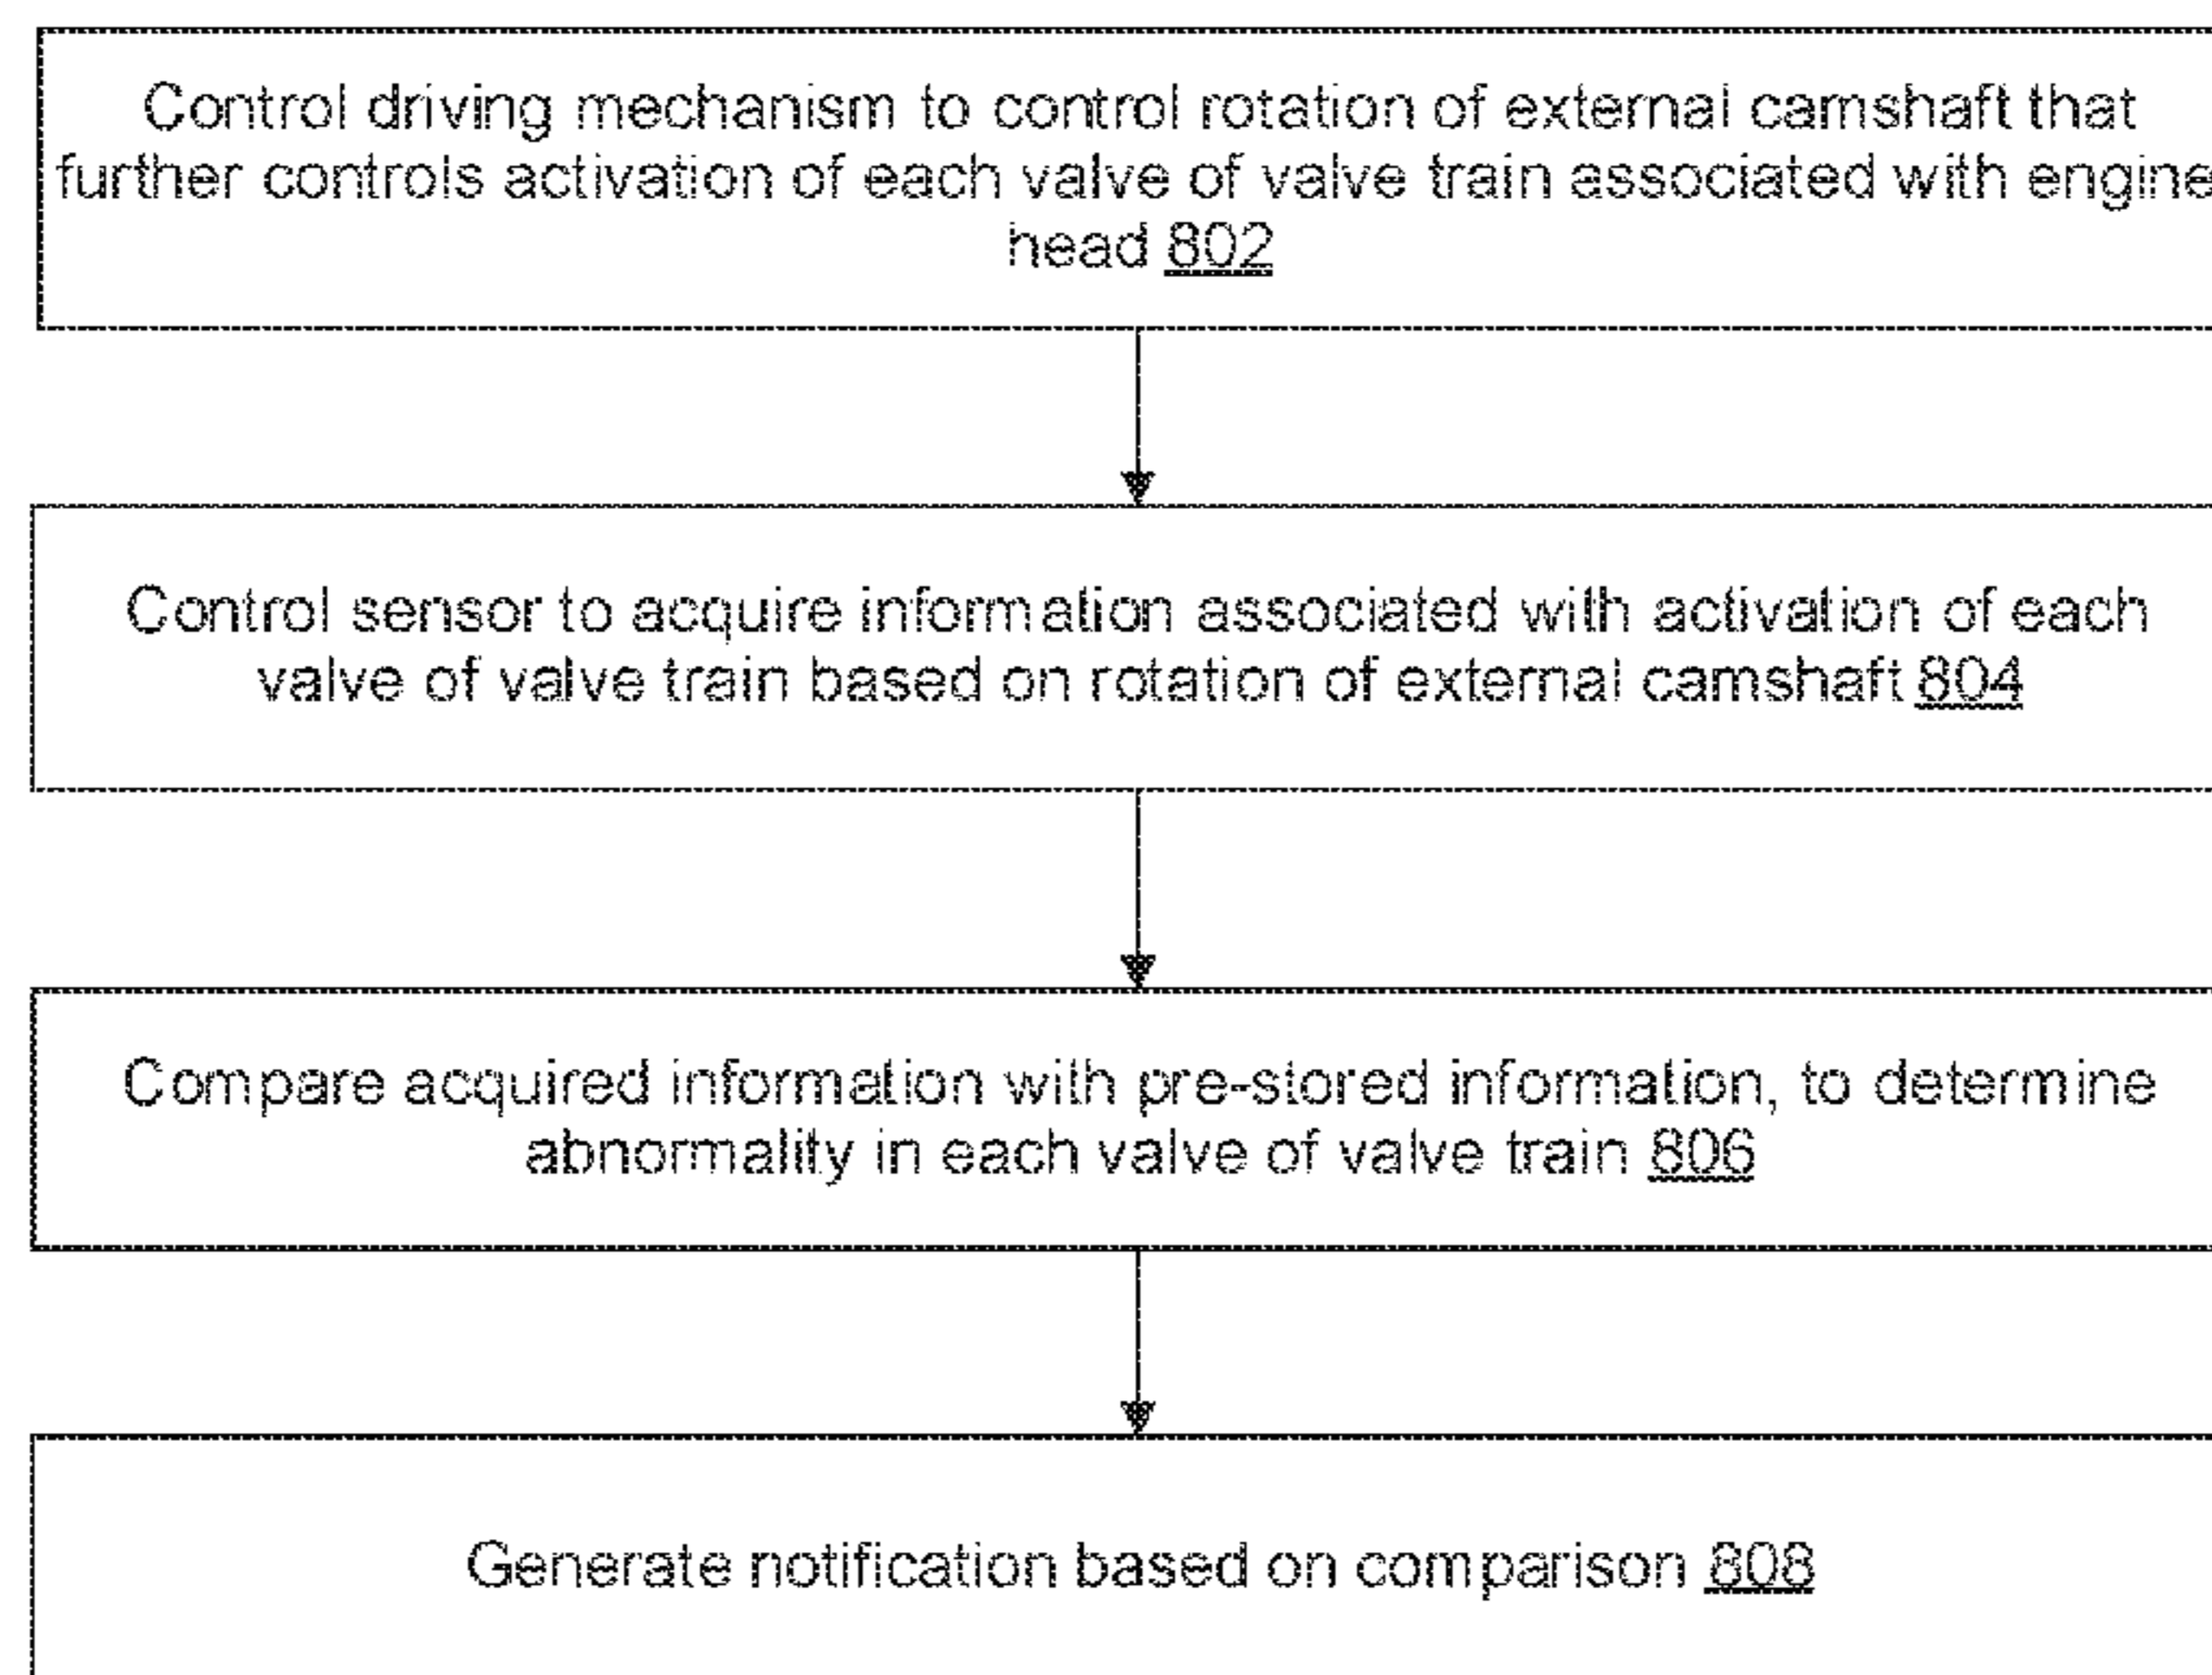 Control driving mechanism to control rotation of external camshaft that
further controls activation of each valve of valve train associated with engine
head 802
Control sensor to acquire information associated with activation of each
valve of valve train based on rotation of external camshaft 804
Compare acquired information with pre-stored information, to determine
abnormality in each valve of valve train 806
Generate notification based on comparison 808